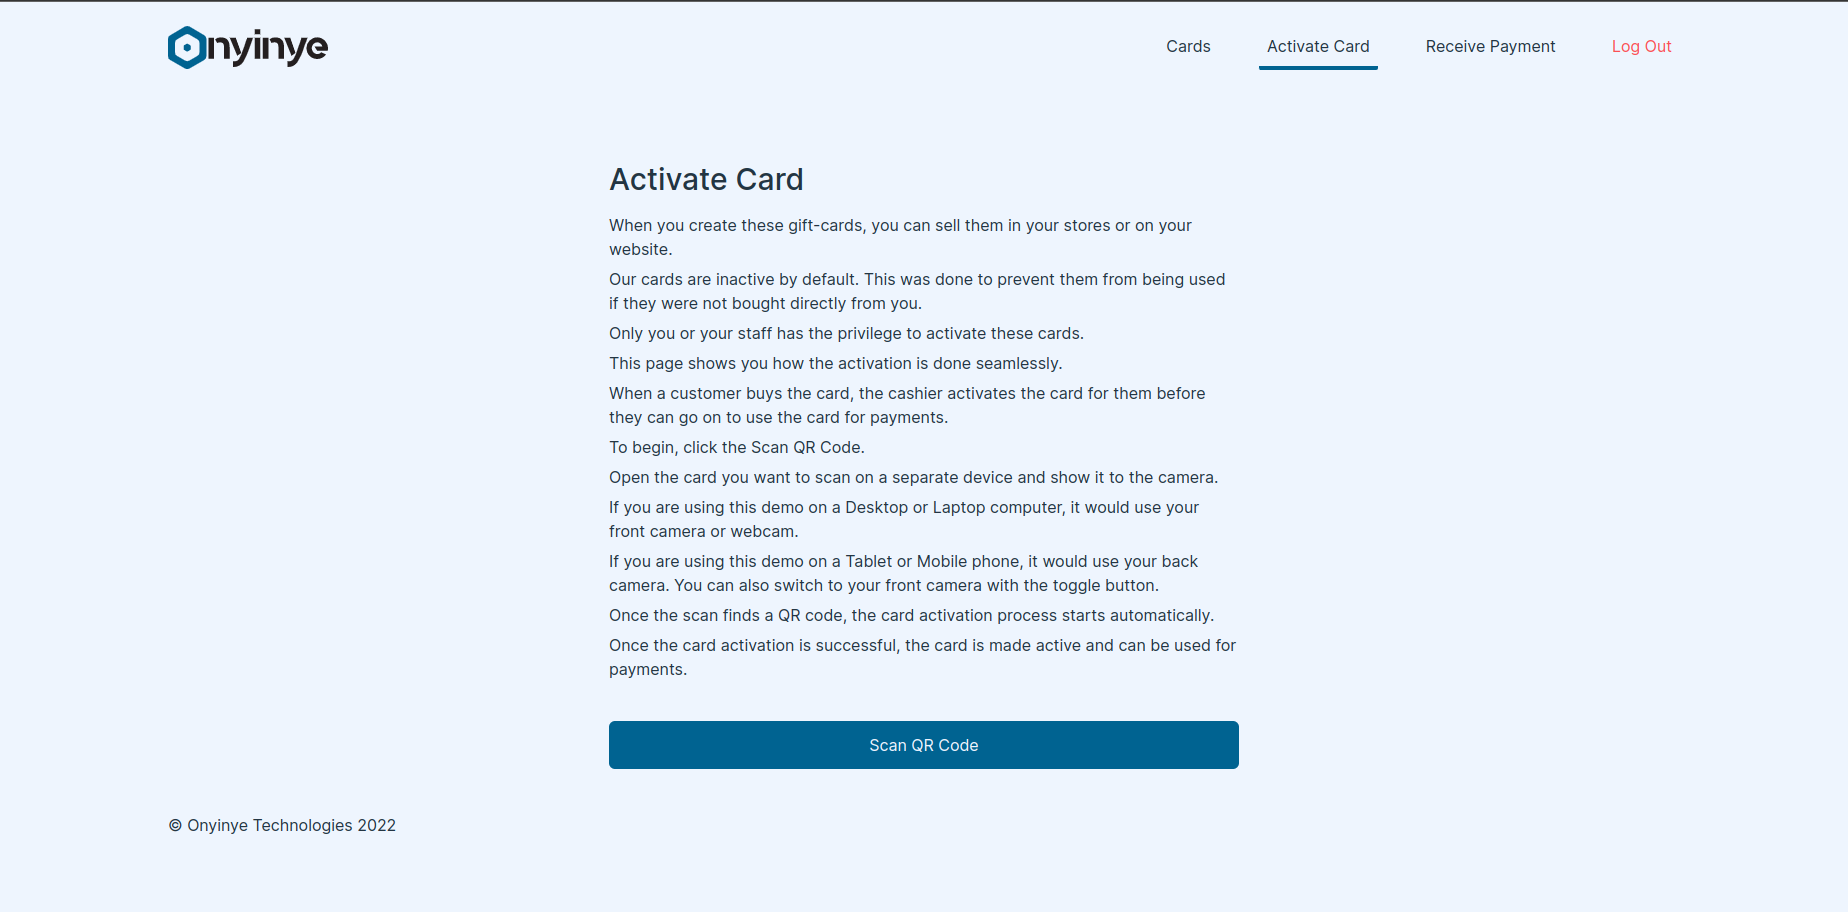 Onyinye
Cards
Activate Card
Receive Payment
Log Out
Activate Card
When you create these gift-cards, you can sell them in your stores or on your
website.
Our cards are inactive by default. This was done to prevent them from being used
if they were not bought directly from you.
Only you or your staff has the privilege to activate these cards.
This page shows you how the activation is done seamlessly.
When a customer buys the card, the cashier activates the card for them before
they can go on to use the card for payments.
To begin, click the Scan QR Code.
Open the card you want to scan on a separate device and show it to the camera.
If you are using this demo on a Desktop or Laptop computer, it would use your
front camera or webcam.
If you are using this demo on a Tablet or Mobile phone, it would use your back
camera. You can also switch to your front camera with the toggle button.
Once the scan finds a QR code, the card activation process starts automatically.
Once the card activation is successful, the card is made active and can be used for
payments.
Scan QR Code
© Onyinye Technologies 2022